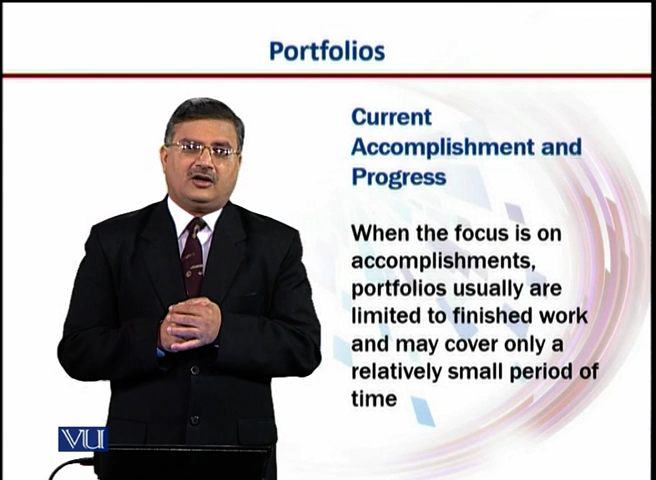 Portfolios
Current
Accomplishment and
Progress
When the focus is on
accomplishments,
portfolios usually are
limited to finished work
and may cover only a
relatively small period of
time
VU